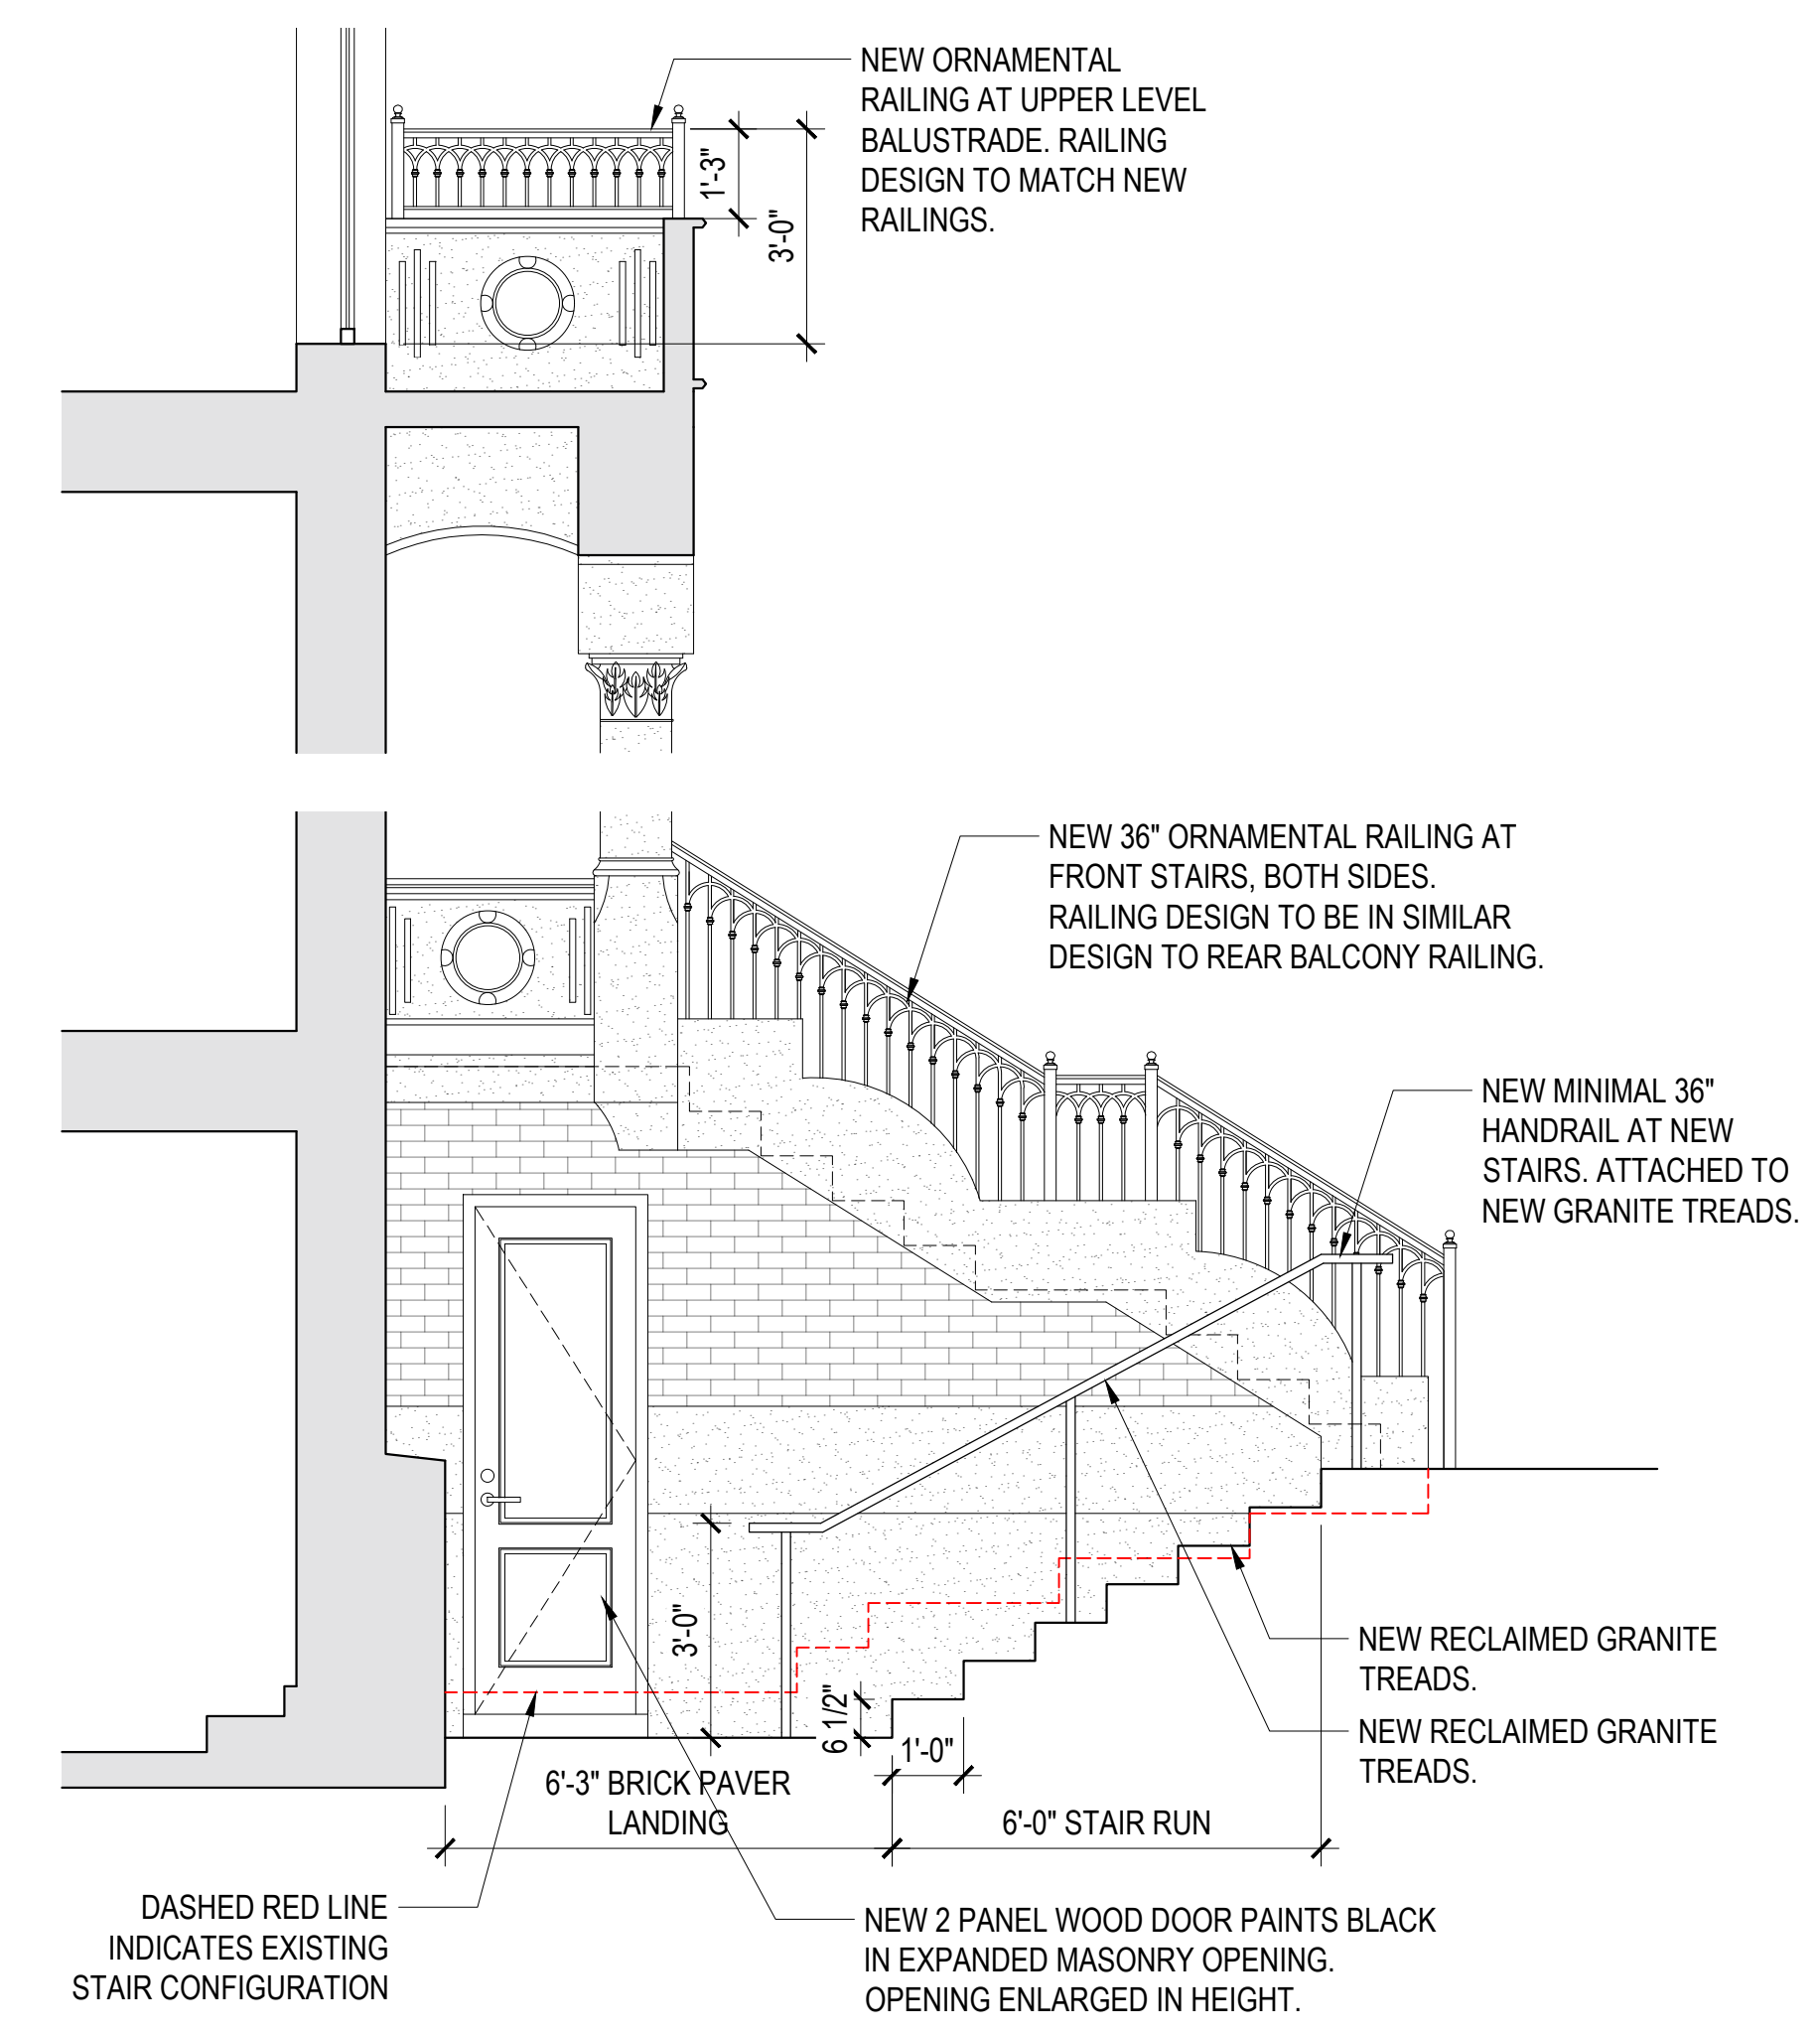 NEW ORNAMENTAL
RAILING AT UPPER LEVEL
BALUSTRADE. RAILING
DESIGN TO MATCH NEW
RAILINGS.
1'-3"
3'-0"
NEW 36" ORNAMENTAL RAILING AT
FRONT STAIRS, BOTH SIDES.
RAILING DESIGN TO BE IN SIMILAR
DESIGN TO REAR BALCONY RAILING.
NEW MINIMAL 36"
HANDRAIL AT NEW
STAIRS. ATTACHED TO
NEW GRANITE TREADS.
3'-0"
6 1/2"
1'-0"
NEW RECLAIMED GRANITE
TREADS.
NEW RECLAIMED GRANITE
TREADS.
6'-3" BRICK PAVER
LANDING
6'-0" STAIR RUN
DASHED RED LINE
INDICATES EXISTING
STAIR CONFIGURATION
NEW 2 PANEL WOOD DOOR PAINTS BLACK
IN EXPANDED MASONRY OPENING.
OPENING ENLARGED IN HEIGHT.